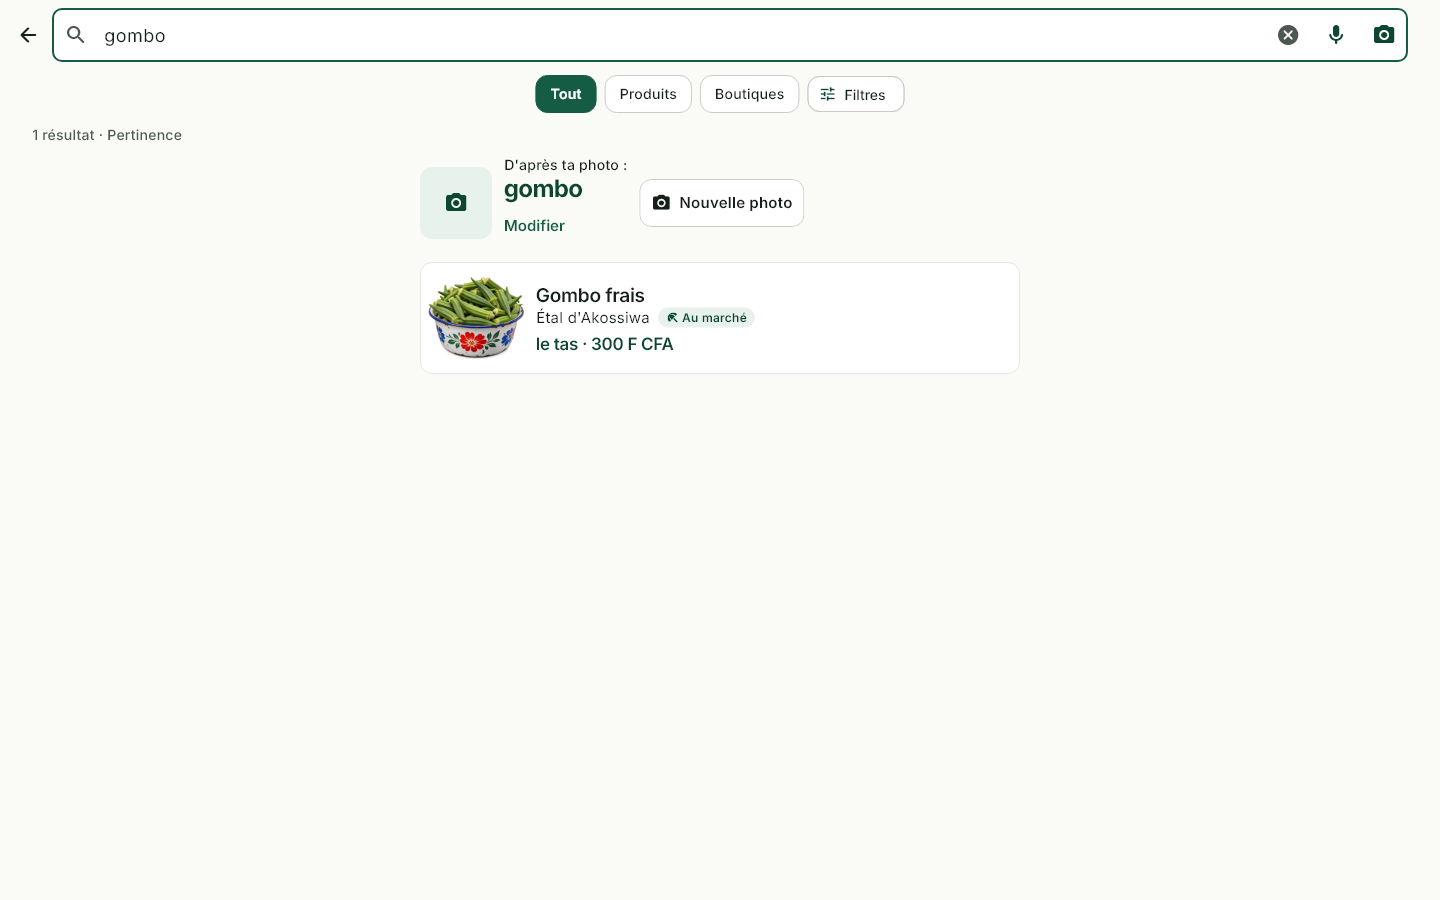 gombo
Tout
Produits
Boutiques
Filtres
1 résultat · Pertinence
D'après ta photo :
gombo
Modifier
Nouvelle photo
Gombo frais
Étal d'Akossiwa
Au marché
le tas · 300 F CFA